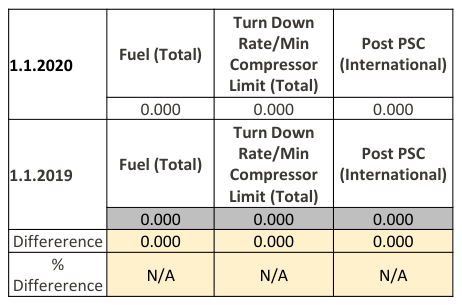 1.1.2020 Fuel (Total) Turn Down Post PSC
Rate/Min (International)
Compressor
Limit (Total)
0.000 0.000 0.000
1.1.2019 Fuel (Total) Turn Down Post PSC
Rate/Min (International)
Compressor
Limit (Total)
0.000 0.000 0.000
Differerence 0.000 0.000 0.000
%
Differerence N/A N/A N/A